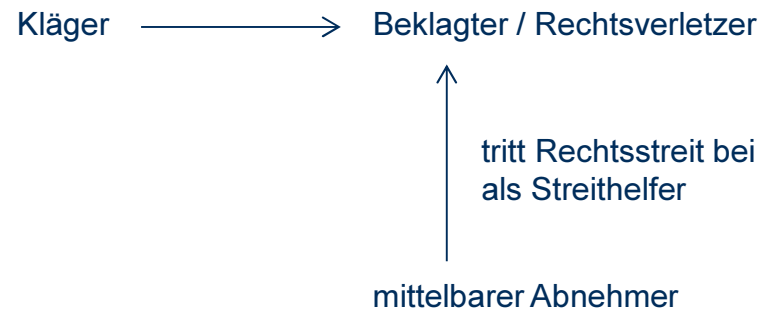 Kläger
Beklagter / Rechtsverletzer
tritt Rechtsstreit bei
als Streithelfer
mittelbarer Abnehmer